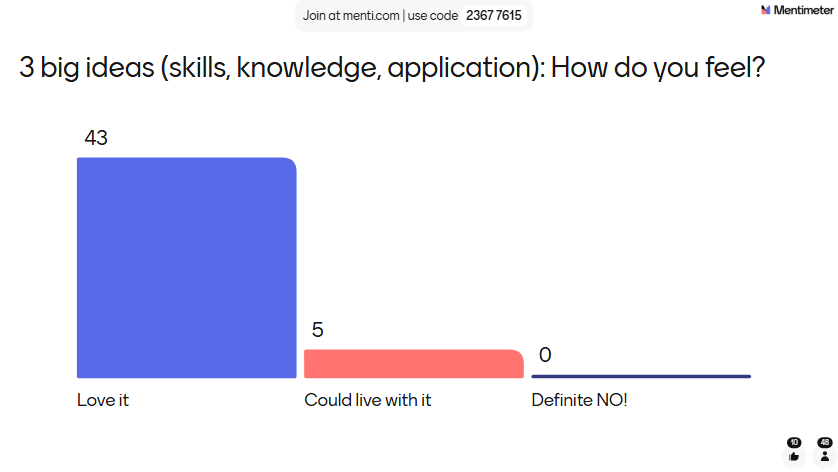 Join at menti.com | use code 2367 7615
Mentimeter
3 big ideas (skills, knowledge, application): How do you feel?
43
5
0
Love it
Could live with it
Definite NO!
10
48